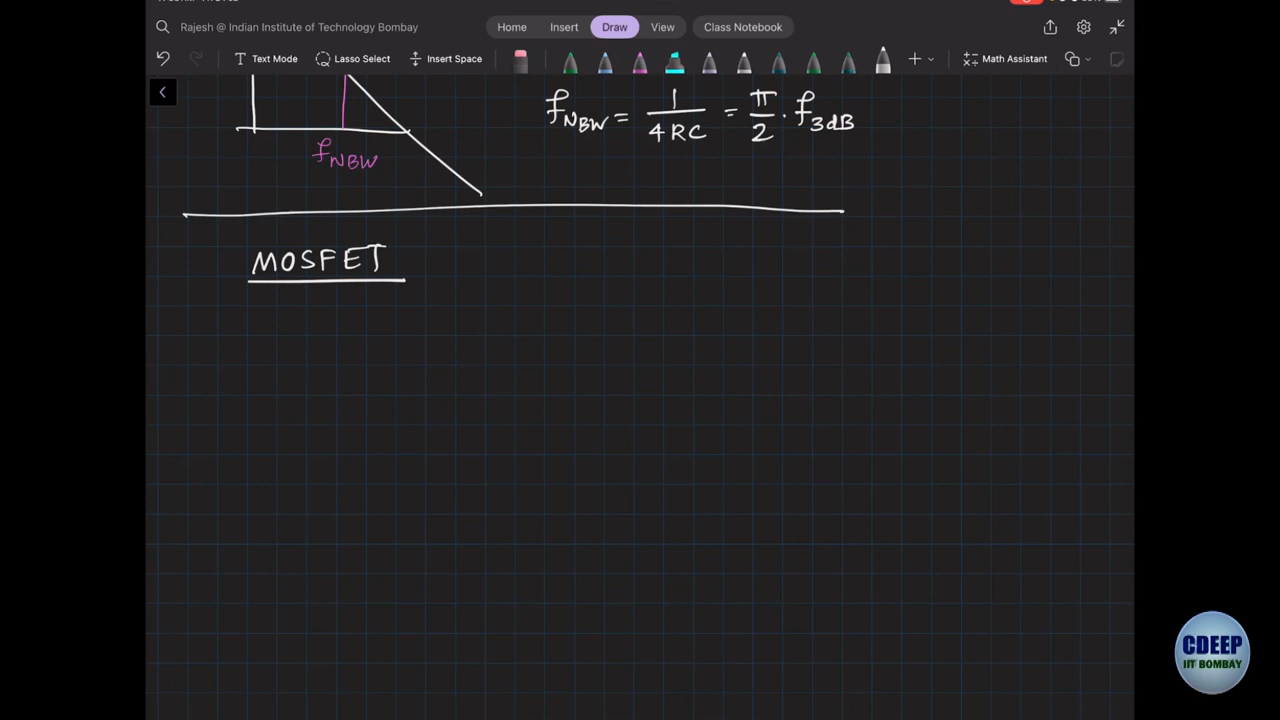 Rajesh @ Indian Institute of Technology Bombay
Home Insert Draw View Class Notebook
Text Mode Lasso Select Insert Space Math Assistant
f_NBW = 1/4RC = π/2 · f_3dB
f_NBW
MOSFET
CDEEP
IIT BOMBAY